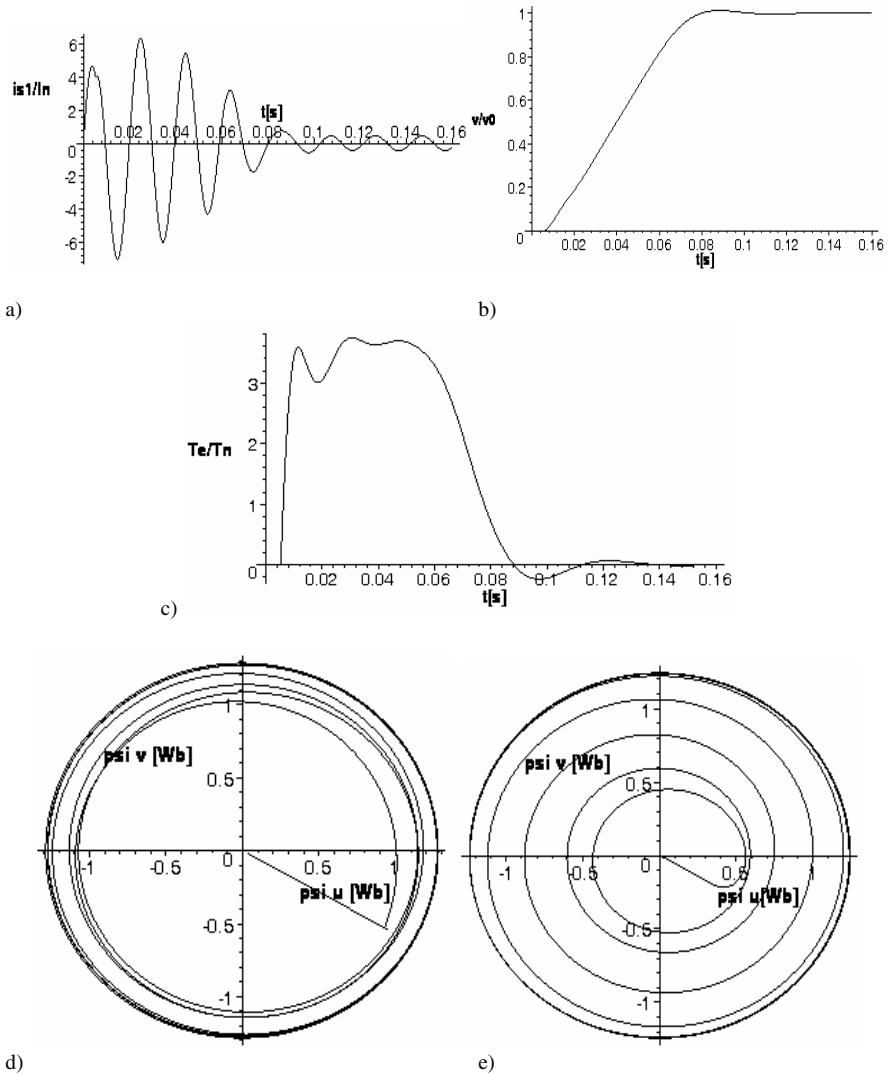 6
4
2
0
-2
-4
-6
is1/In
t[s]
0.02 0.04 0.06 0.08 0.1 0.12 0.14 0.16
a)
1
0.8
0.6
0.4
0.2
0
v/v0
0.02 0.04 0.06 0.08 0.1 0.12 0.14 0.16
t[s]
b)
3
2
1
0
Te/Tn
0.02 0.04 0.06 0.08 0.1 0.12 0.14 0.16
t[s]
c)
1
psi v [Wb]
0.5
-1 -0.5 0 0.5 1
psi u [Wb]
-0.5
-1
d)
1
psi v [Wb]
0.5
-1 -0.5 0 0.5 1
psi u[Wb]
-0.5
-1
e)